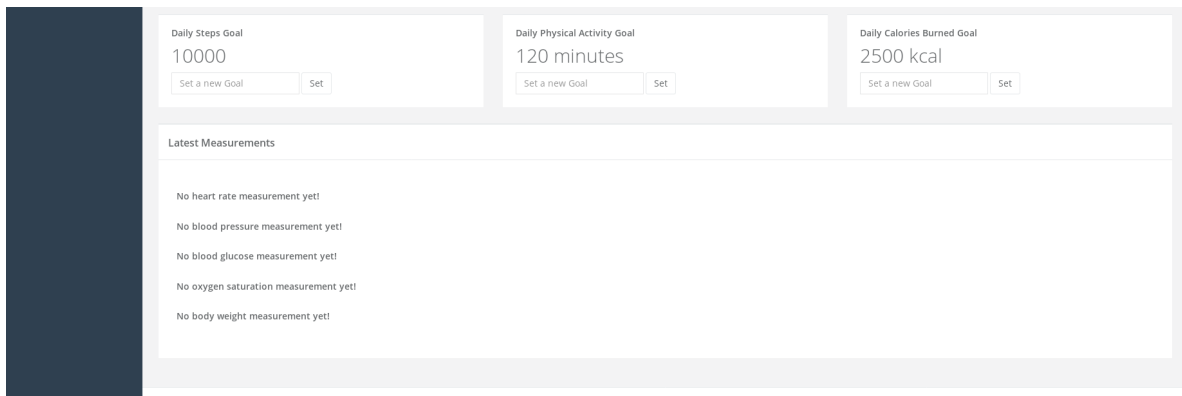 Daily Steps Goal
10000
Set a new Goal Set
Daily Physical Activity Goal
120 minutes
Set a new Goal Set
Daily Calories Burned Goal
2500 kcal
Set a new Goal Set
Latest Measurements
No heart rate measurement yet!
No blood pressure measurement yet!
No blood glucose measurement yet!
No oxygen saturation measurement yet!
No body weight measurement yet!